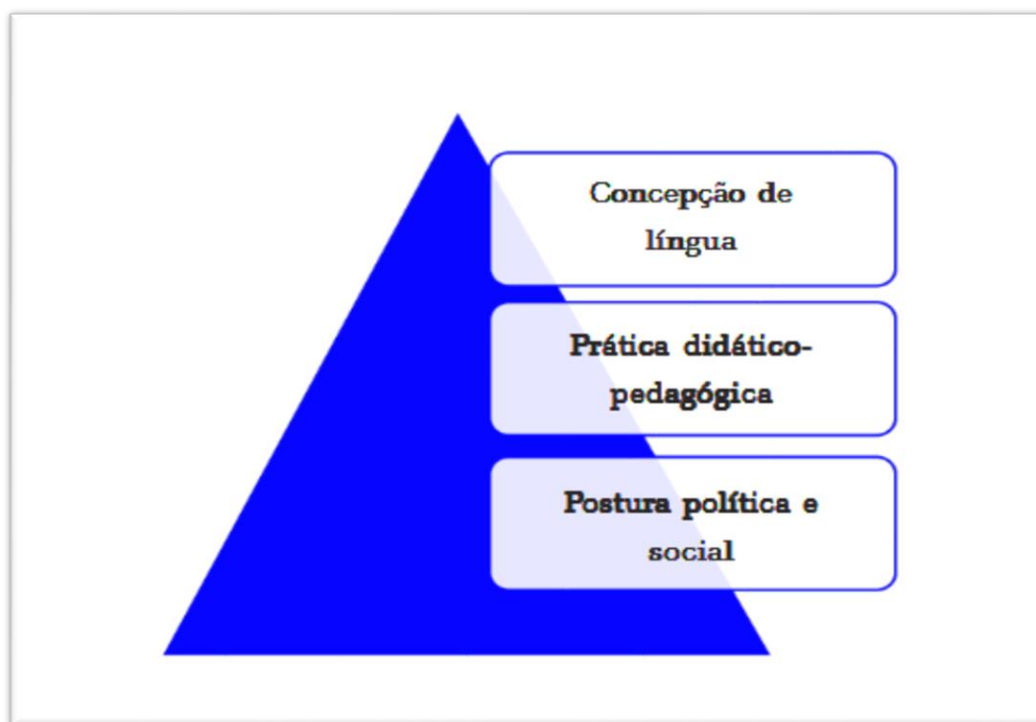 Concepção de
língua
Prática didático-
pedagógica
Postura política e
social